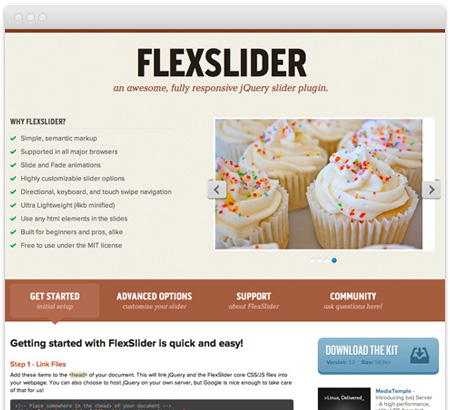 FLEXSLIDER
an awesome, fully responsive jQuery slider plugin.
WHY FLEXSLIDER?
Simple, semantic markup
Supported in all major browsers
Slide and Fade animations
Highly customizable slider options
Directional, keyboard, and touch swipe navigation
Ultra Lightweight (4kb minified)
Use any html elements in the slides
Built for beginners and pros, alike
Free to use under the MIT license
GET STARTED
initial setup
ADVANCED OPTIONS
customize your slider
SUPPORT
about FlexSlider
COMMUNITY
ask questions here!
Getting started with FlexSlider is quick and easy!
Step 1 - Link Files
Add these items to the <head> of your document. This will link jQuery and the FlexSlider core CSS/JS files into
your webpage. You can also choose to host jQuery on your own server, but Google is nice enough to take care
of that for us!
<!-- Place somewhere in the <head> of your document -->
DOWNLOAD THE KIT
Version: Size:
>Linux,
Delivered_
MediaTemple -
Introducing (ve) Server
- A high performance,